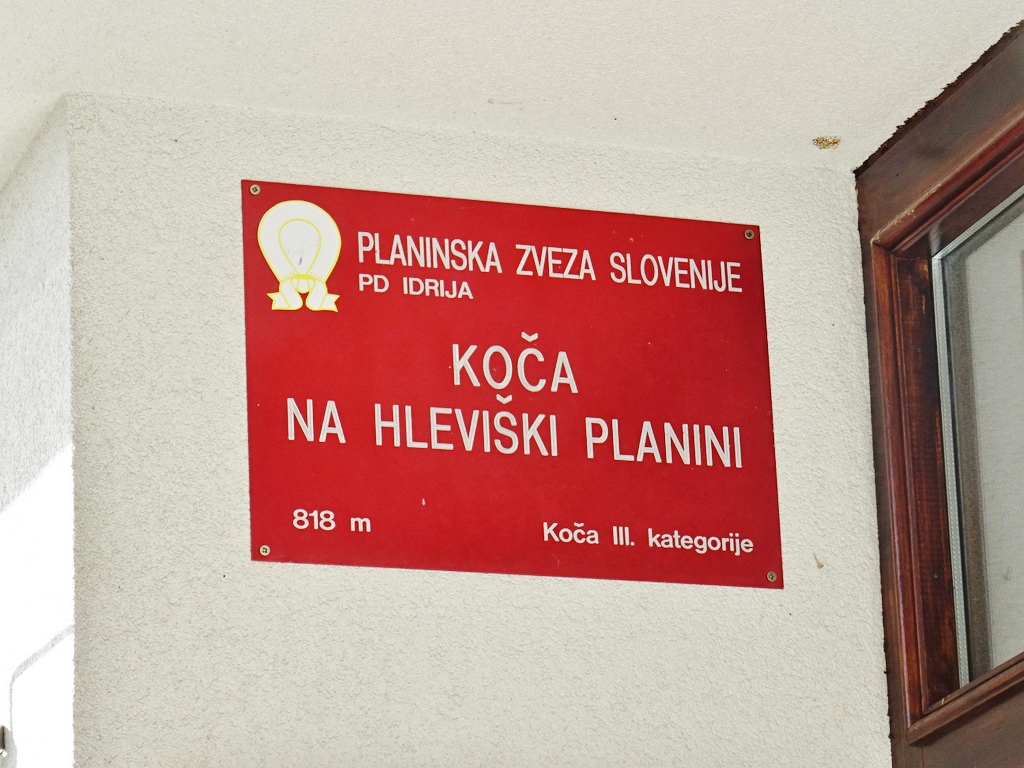 PLANINSKA ZVEZA SLOVENIJE
PD IDRIJA
KOČA
NA HLEVIŠKI PLANINI
818 m
Koča III. kategorije